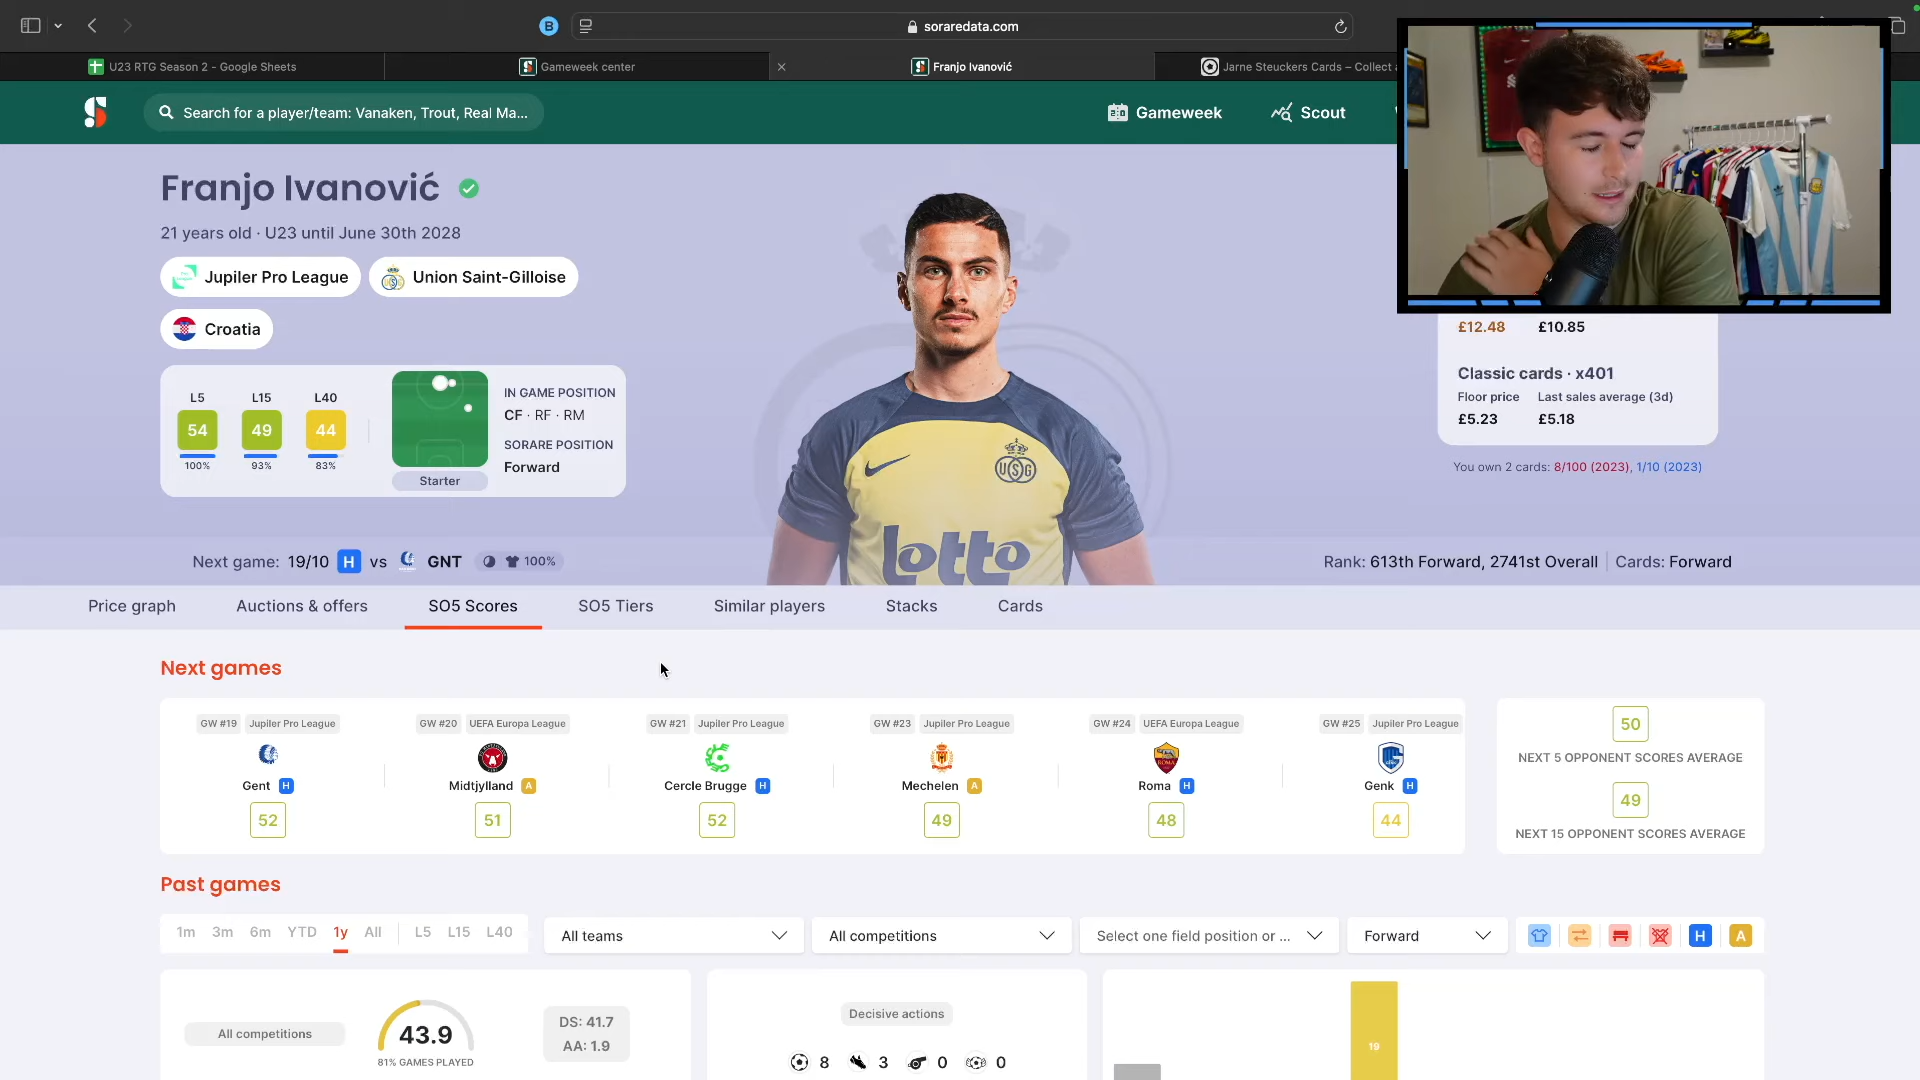 soraredata.com
U23 RTG Season 2 - Google Sheets
Gameweek center
Franjo Ivanović
Jarne Steuckers Cards – Collect a
Search for a player/team: Vanaken, Trout, Real Ma...
Gameweek
Scout
Franjo Ivanović
21 years old · U23 until June 30th 2028
Jupiler Pro League
Union Saint-Gilloise
Croatia
L5 L15 L40
54 49 44
100% 93% 83%
Starter
IN GAME POSITION
CF · RF · RM
SORARE POSITION
Forward
USG
lotto
£12.48 £10.85
Classic cards · x401
Floor price Last sales average (3d)
£5.23 £5.18
You own 2 cards: 8/100 (2023), 1/10 (2023)
Next game: 19/10 H vs GNT 100%
Rank: 613th Forward, 2741st Overall
Cards: Forward
Price graph
Auctions & offers
SO5 Scores
SO5 Tiers
Similar players
Stacks
Cards
Next games
GW #19 Jupiler Pro League
Gent H
52
GW #20 UEFA Europa League
Midtjylland A
51
GW #21 Jupiler Pro League
Cercle Brugge H
52
GW #23 Jupiler Pro League
Mechelen A
49
GW #24 UEFA Europa League
Roma H
48
GW #25 Jupiler Pro League
Genk H
44
50
NEXT 5 OPPONENT SCORES AVERAGE
49
NEXT 15 OPPONENT SCORES AVERAGE
Past games
1m 3m 6m YTD 1y All L5 L15 L40
All teams
All competitions
Select one field position or ...
Forward
H A
All competitions
43.9
81% GAMES PLAYED
DS: 41.7
AA: 1.9
Decisive actions
8 3 0 0
19